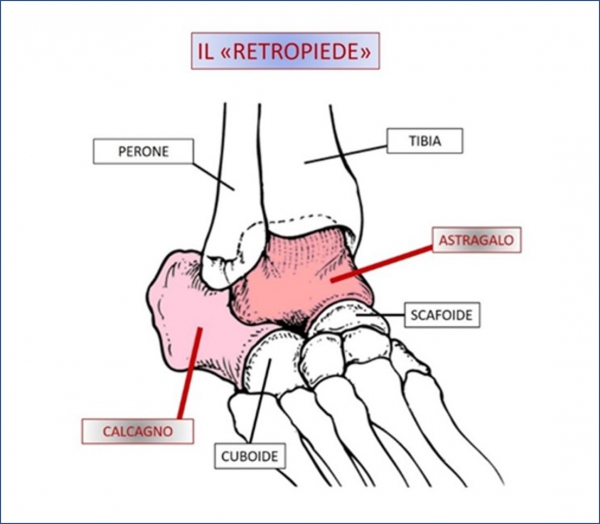 IL «RETROPIEDE»
PERONE
TIBIA
ASTRAGALO
SCAFOIDE
CALCAGNO
CUBOIDE